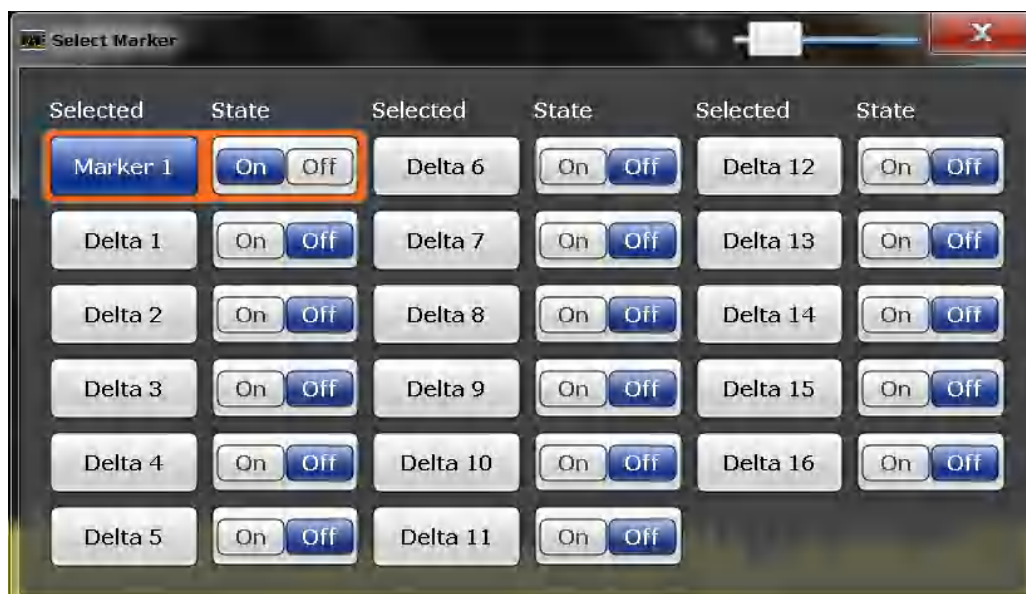 Select Marker
Selected State Selected State Selected State
Marker 1 On Off Delta 6 On Off Delta 12 On Off
Delta 1 On Off Delta 7 On Off Delta 13 On Off
Delta 2 On Off Delta 8 On Off Delta 14 On Off
Delta 3 On Off Delta 9 On Off Delta 15 On Off
Delta 4 On Off Delta 10 On Off Delta 16 On Off
Delta 5 On Off Delta 11 On Off